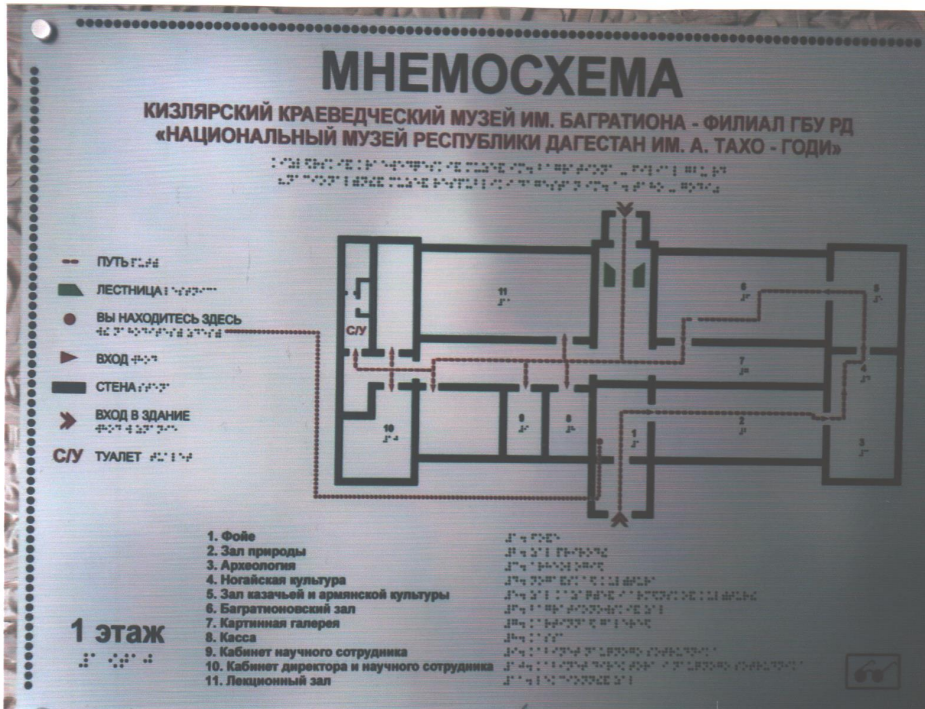 МНЕМОСХЕМА
КИЗЛЯРСКИЙ КРАЕВЕДЧЕСКИЙ МУЗЕЙ ИМ. БАГРАТИОНА - ФИЛИАЛ ГБУ РД
«НАЦИОНАЛЬНЫЙ МУЗЕЙ РЕСПУБЛИКИ ДАГЕСТАН ИМ. А. ТАХО - ГОДИ»
ПУТЬ
ЛЕСТНИЦА
ВЫ НАХОДИТЕСЬ ЗДЕСЬ
ВХОД
СТЕНА
ВХОД В ЗДАНИЕ
С/У ТУАЛЕТ
11
6
5
С/У
7
4
10
9
8
1
2
3
1. Фойе
2. Зал природы
3. Археология
4. Ногайская культура
5. Зал казачьей и армянской культуры
6. Багратионовский зал
7. Картинная галерея
8. Касса
9. Кабинет научного сотрудника
10. Кабинет директора и научного сотрудника
11. Лекционный зал
1 этаж